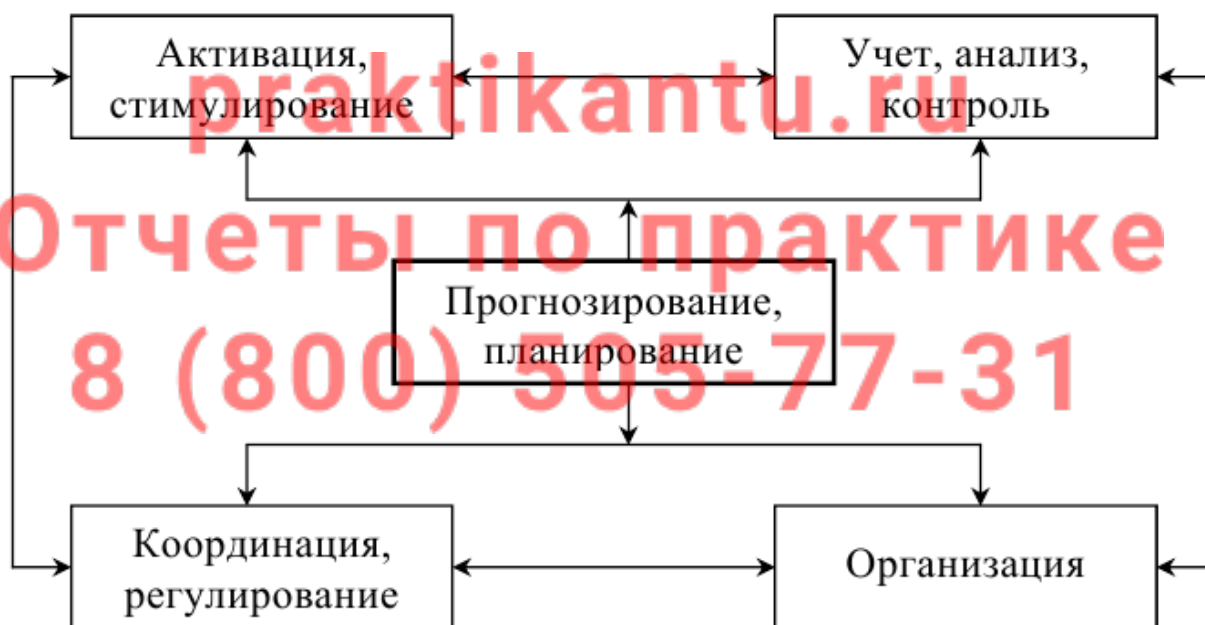 Активация,
стимулирование
Учет, анализ,
контроль
praktikantu.ru
Отчеты по практике
Прогнозирование,
планирование
8 (800) 505-77-31
Координация,
регулирование
Организация